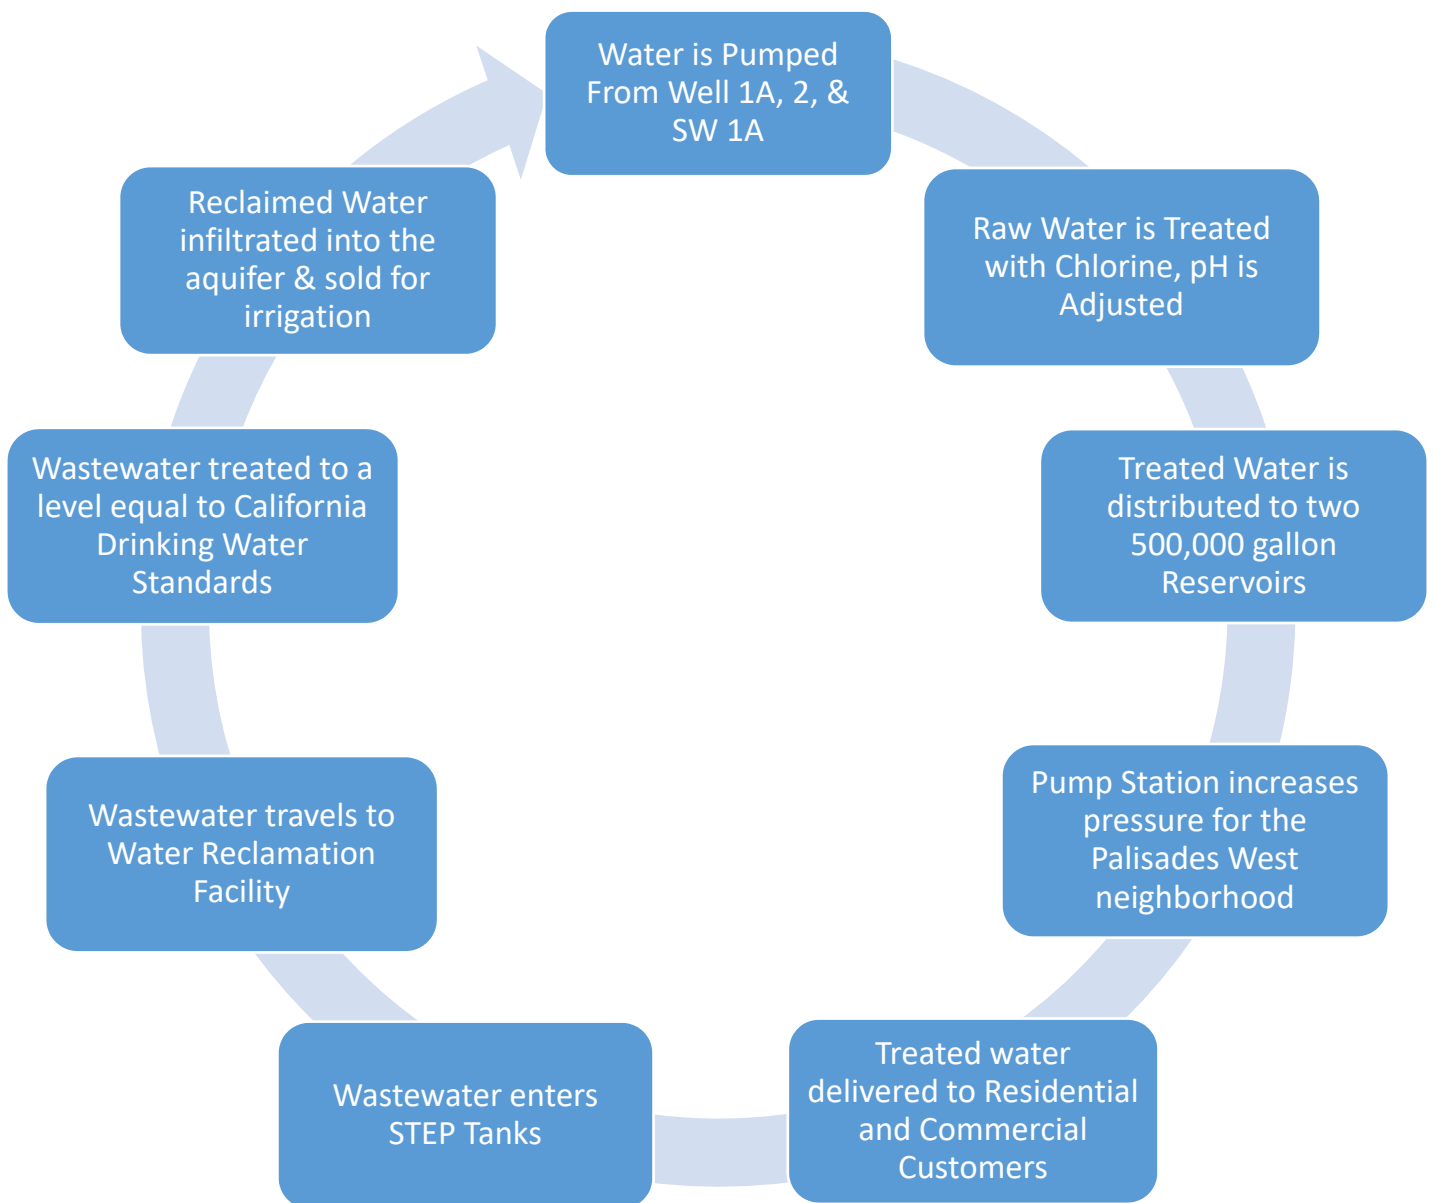 Water is Pumped
From Well 1A, 2, &
SW 1A
Raw Water is Treated
with Chlorine, pH is
Adjusted
Treated Water is
distributed to two
500,000 gallon
Reservoirs
Pump Station increases
pressure for the
Palisades West
neighborhood
Treated water
delivered to Residential
and Commercial
Customers
Wastewater enters
STEP Tanks
Wastewater travels to
Water Reclamation
Facility
Wastewater treated to a
level equal to California
Drinking Water
Standards
Reclaimed Water
infiltrated into the
aquifer & sold for
irrigation